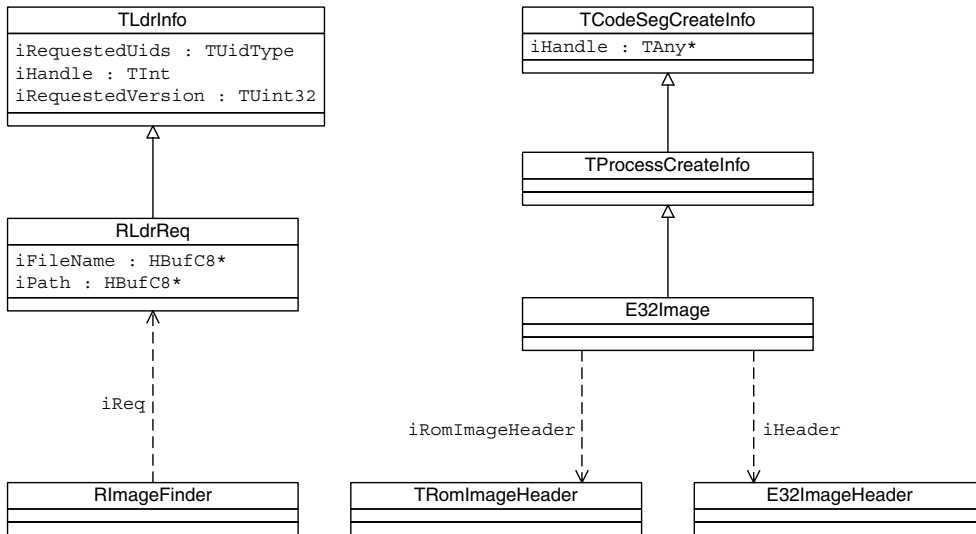 TLdrInfo
iRequestedUids : TUidType
iHandle : TInt
iRequestedVersion : TUint32
TCodeSegCreateInfo
iHandle : TAny*
TProcessCreateInfo
RLdrReq
iFileName : HBufC8*
iPath : HBufC8*
E32Image
iReq
iRomImageHeader
iHeader
RImageFinder
TRomImageHeader
E32ImageHeader